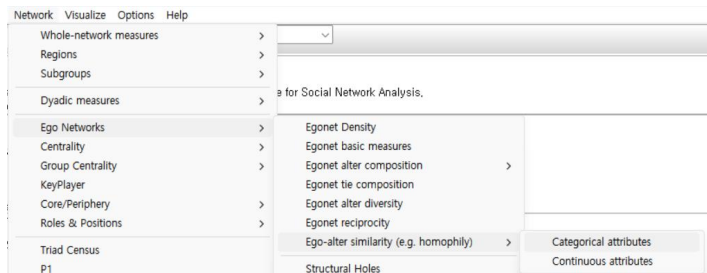 Network Visualize Options Help
Whole-network measures
Regions
Subgroups
e for Social Network Analysis,
Dyadic measures
Ego Networks
Centrality
Group Centrality
KeyPlayer
Core/Periphery
Roles & Positions
Triad Census
P1
Egonet Density
Egonet basic measures
Egonet alter composition
Egonet tie composition
Egonet alter diversity
Egonet reciprocity
Ego-alter similarity (e.g. homophily)
Structural Holes
Categorical attributes
Continuous attributes